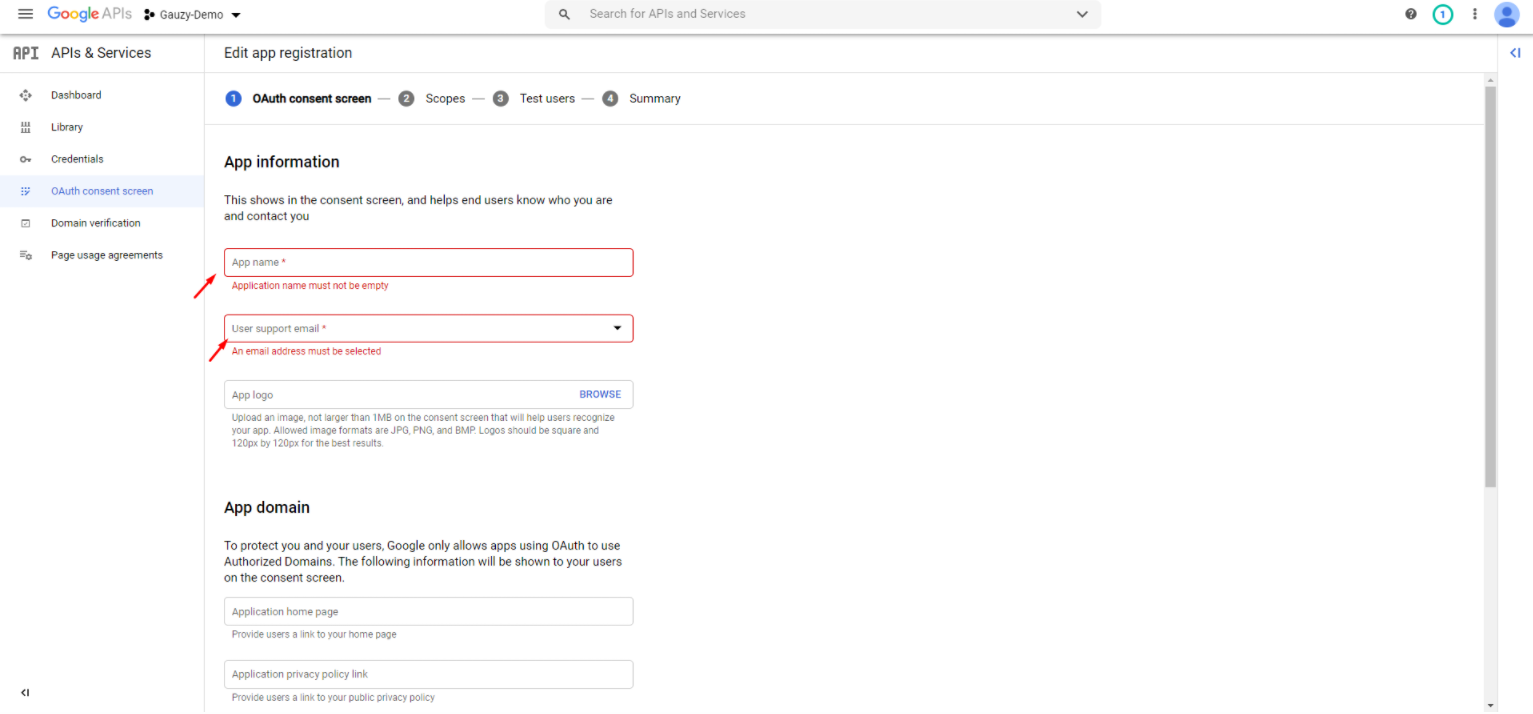 Google APIs Gauzy-Demo Search for APIs and Services 1
API APIs & Services Edit app registration
Dashboard
Library
Credentials
OAuth consent screen
Domain verification
Page usage agreements
1 OAuth consent screen — 2 Scopes — 3 Test users — 4 Summary
App information
This shows in the consent screen, and helps end users know who you are
and contact you
App name *
Application name must not be empty
User support email *
An email address must be selected
App logo BROWSE
Upload an image, not larger than 1MB on the consent screen that will help users recognize
your app. Allowed image formats are JPG, PNG, and BMP. Logos should be square and
120px by 120px for the best results.
App domain
To protect you and your users, Google only allows apps using OAuth to use
Authorized Domains. The following information will be shown to your users
on the consent screen.
Application home page
Provide users a link to your home page
Application privacy policy link
Provide users a link to your public privacy policy